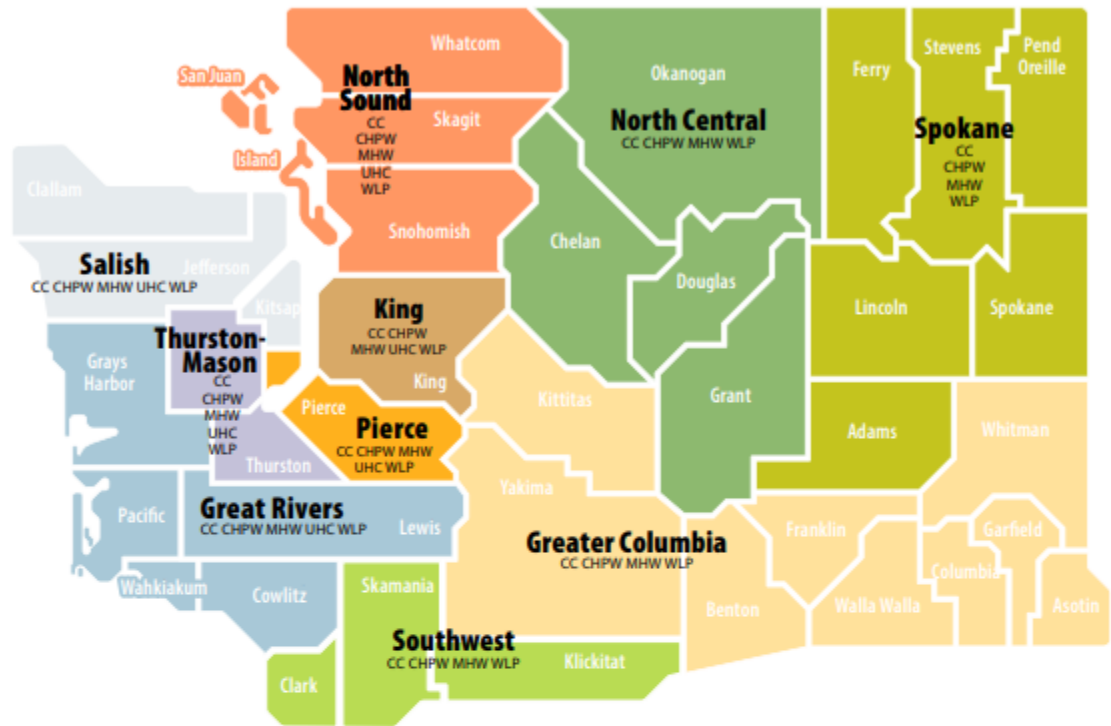 Whatcom
San Juan
North
Sound
CC
CHPW
MHW
UHC
WLP
Skagit
Island
Snohomish
Okanogan
North Central
CC CHPW MHW WLP
Chelan
Douglas
Grant
Ferry
Stevens
Pend
Oreille
Spokane
CC
CHPW
MHW
WLP
Lincoln
Spokane
Adams
Clallam
Salish
CC CHPW MHW UHC WLP
Jefferson
Kitsap
King
CC CHPW
MHW UHC WLP
King
Grays
Harbor
Thurston-
Mason
CC
CHPW
MHW
UHC
WLP
Thurston
Pierce
Pierce
CC CHPW MHW
UHC WLP
Kittitas
Whitman
Yakima
Pacific
Great Rivers
CC CHPW MHW UHC WLP
Lewis
Greater Columbia
CC CHPW MHW WLP
Franklin
Garfield
Columbia
Wahkiakum
Cowlitz
Skamania
Benton
Walla Walla
Asotin
Southwest
CC CHPW MHW WLP
Klickitat
Clark